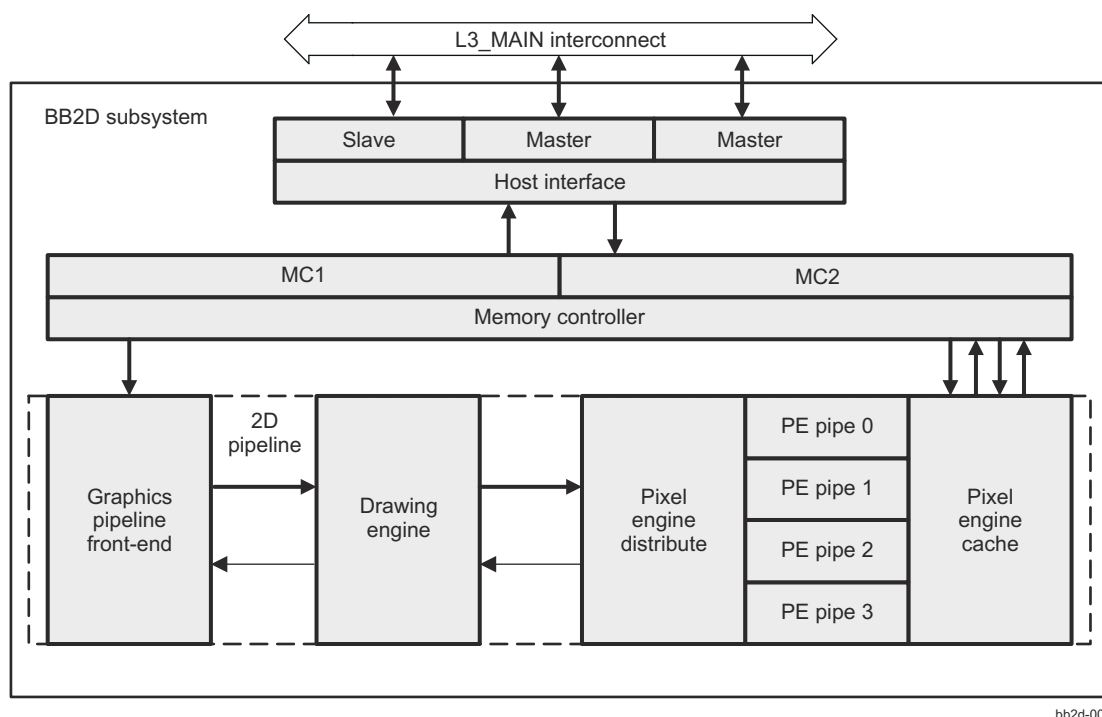 L3_MAIN interconnect
BB2D subsystem
Slave
Master
Master
Host interface
MC1
MC2
Memory controller
2D
pipeline
Graphics
pipeline
front-end
Drawing
engine
Pixel
engine
distribute
PE pipe 0
PE pipe 1
PE pipe 2
PE pipe 3
Pixel
engine
cache